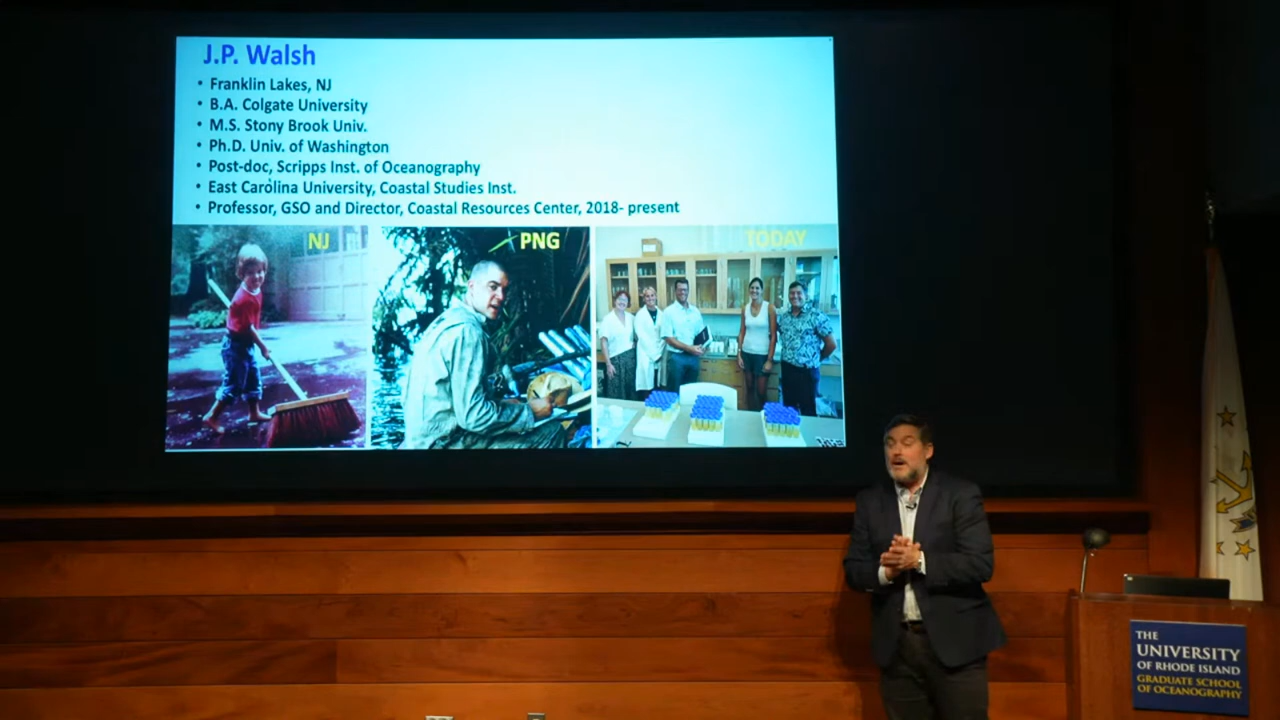 J.P. Walsh
• Franklin Lakes, NJ
• B.A. Colgate University
• M.S. Stony Brook Univ.
• Ph.D. Univ. of Washington
• Post-doc, Scripps Inst. of Oceanography
• East Carolina University, Coastal Studies Inst.
• Professor, GSO and Director, Coastal Resources Center, 2018- present
NJ
PNG
TODAY
THE
UNIVERSITY
OF RHODE ISLAND
GRADUATE SCHOOL
OF OCEANOGRAPHY